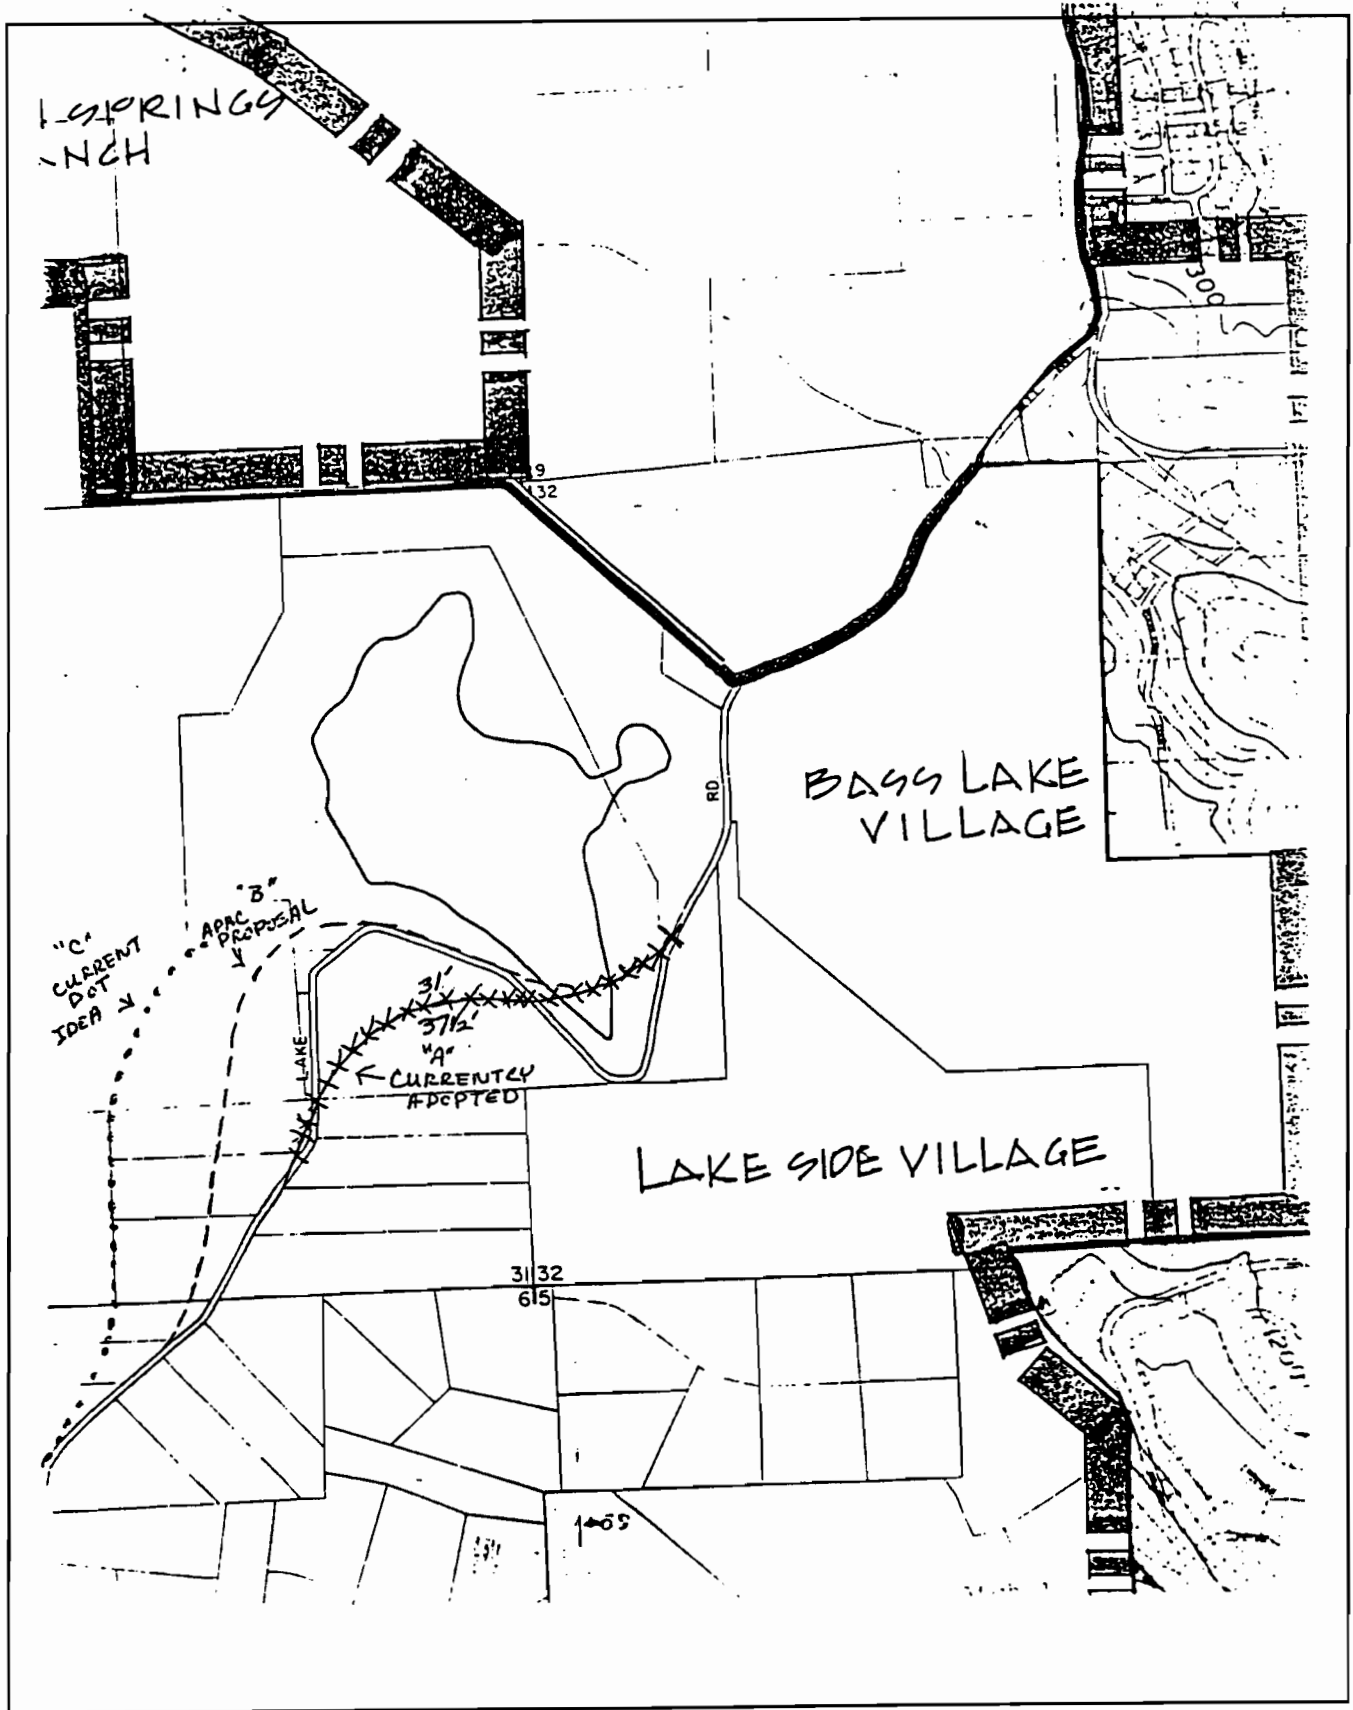 SPRINGS
NCH
300
9
32
BASS LAKE
VILLAGE
RD
"B"
APAC
PROPOSAL
"C"
CURRENT
DOT
IDEA
31'
37½'
"A"
CURRENTLY
ADOPTED
LAKE
LAKE SIDE VILLAGE
31 32
6 5
1200